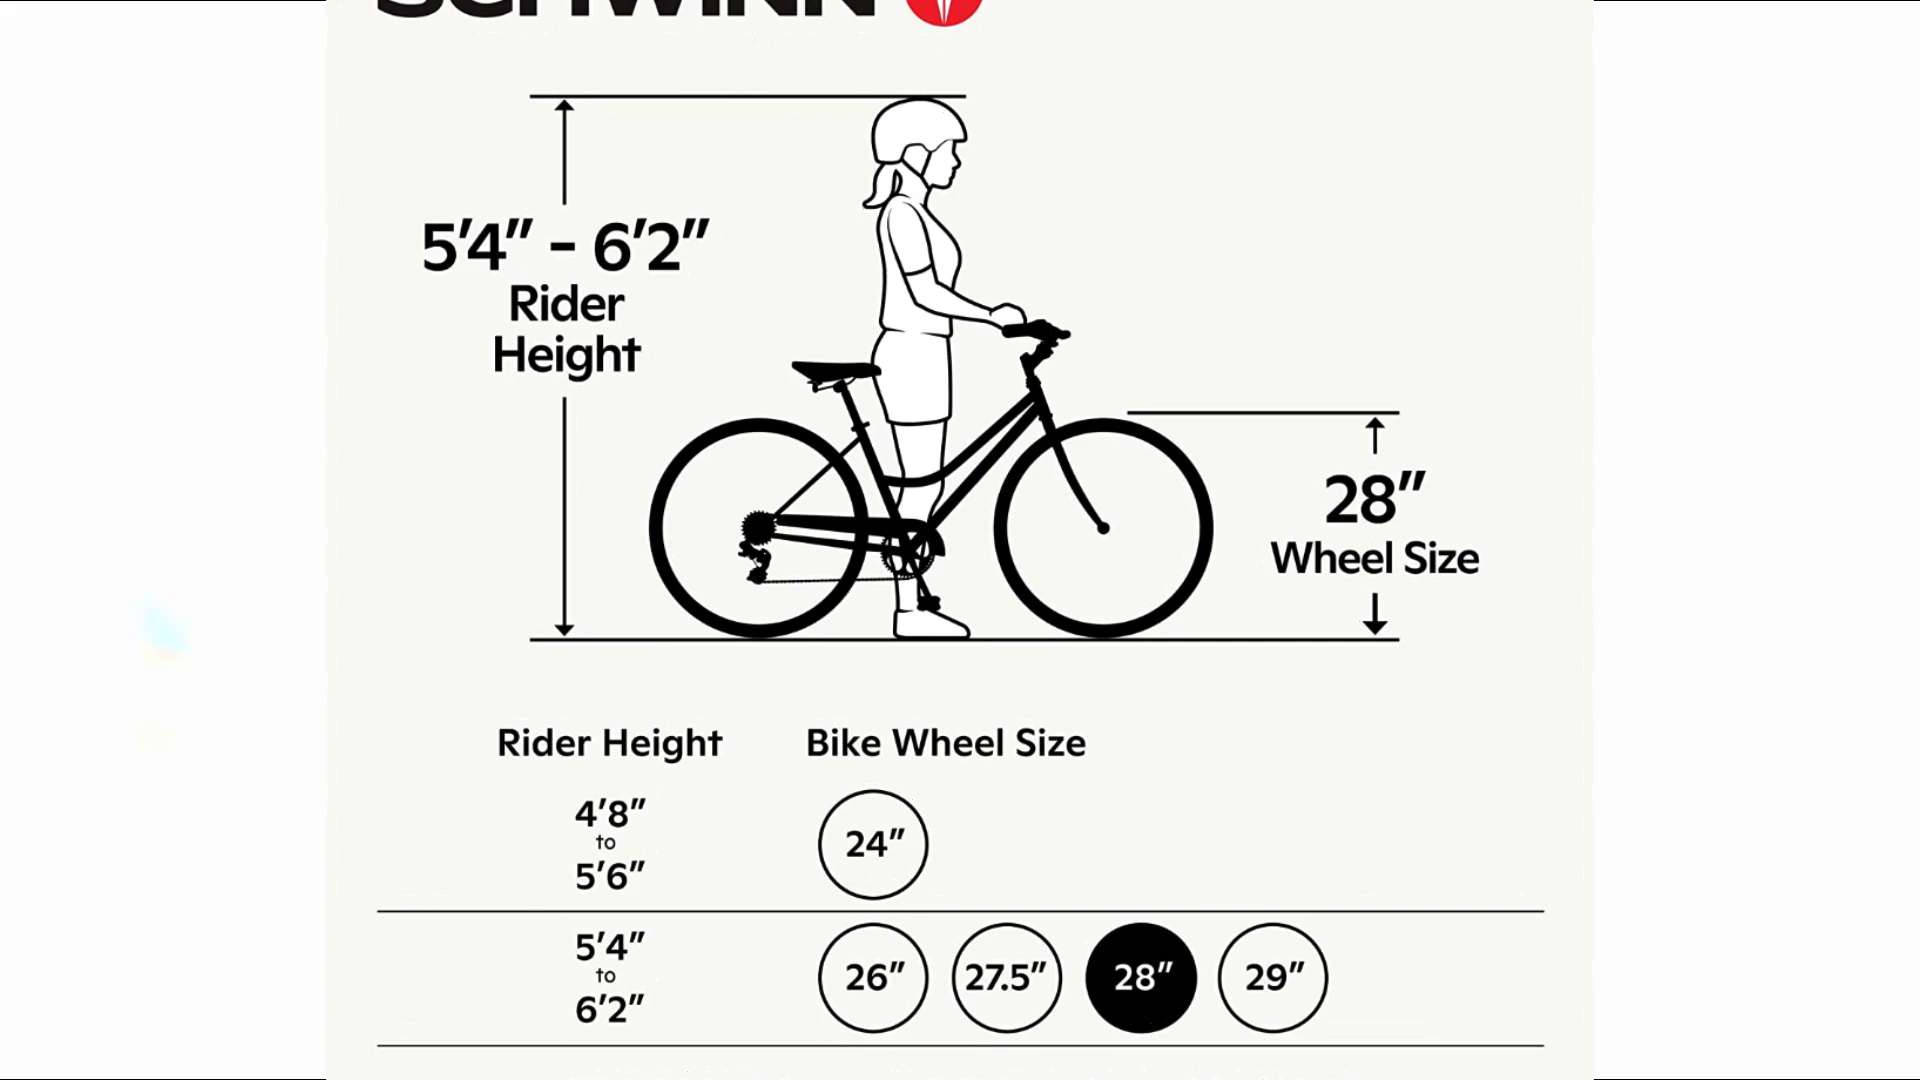 SCHWINN
5'4" - 6'2"
Rider
Height
28"
Wheel Size
Rider Height
Bike Wheel Size
4'8"
to
5'6"
24"
5'4"
to
6'2"
26"
27.5"
28"
29"